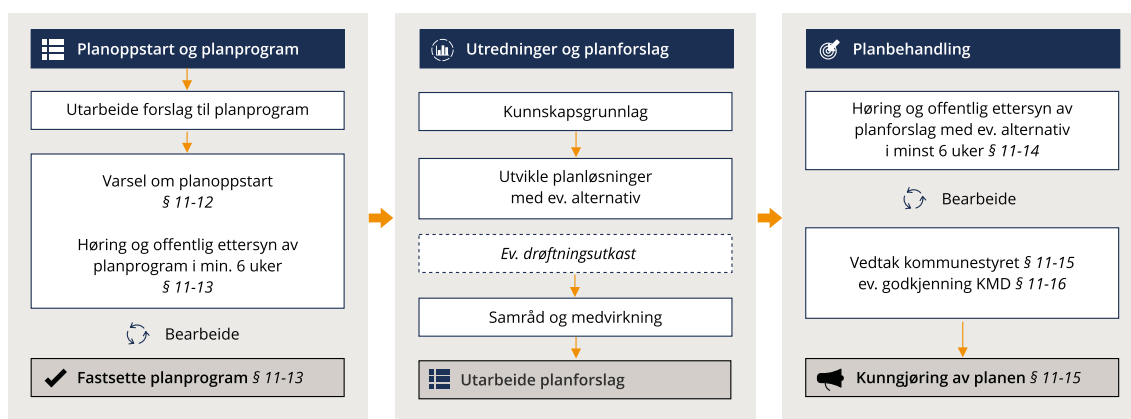 Planoppstart og planprogram
Utarbeide forslag til planprogram
Varsel om planoppstart
§ 11-12
Høring og offentlig ettersyn av
planprogram i min. 6 uker
§ 11-13
Bearbeide
Fastsette planprogram § 11-13
Utredninger og planforslag
Kunnskapsgrunnlag
Utvikle planløsninger
med ev. alternativ
Ev. drøftningsutkast
Samråd og medvirkning
Utarbeide planforslag
Planbehandling
Høring og offentlig ettersyn av
planforslag med ev. alternativ
i minst 6 uker § 11-14
Bearbeide
Vedtak kommunestyret § 11-15
ev. godkjenning KMD § 11-16
Kunngjøring av planen § 11-15